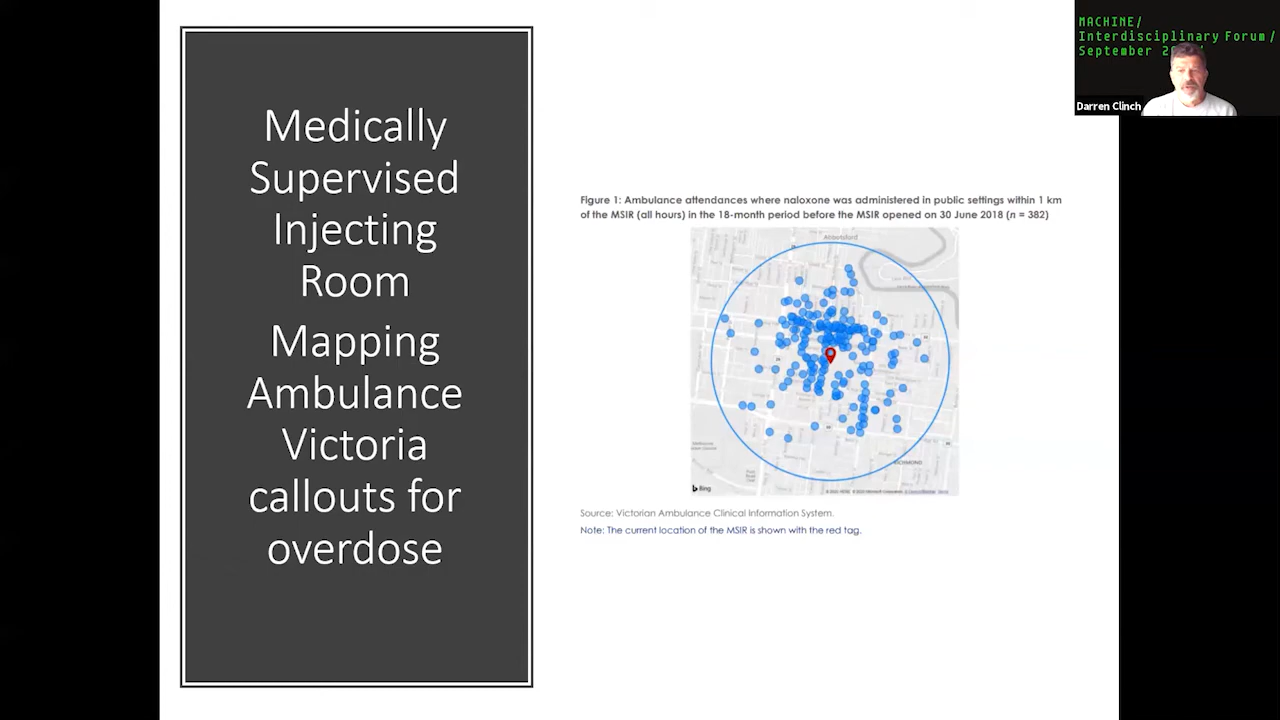 Medically
Supervised
Injecting
Room
Mapping
Ambulance
Victoria
callouts for
overdose
Figure 1: Ambulance attendances where naloxone was administered in public settings within 1 km
of the MSIR (all hours) in the 18-month period before the MSIR opened on 30 June 2018 (n = 382)
Abbotsford
RICHMOND
Bing
Source: Victorian Ambulance Clinical Information System.
Note: The current location of the MSIR is shown with the red tag.
MACHINE/
Interdisciplinary Forum/
September
Darren Clinch